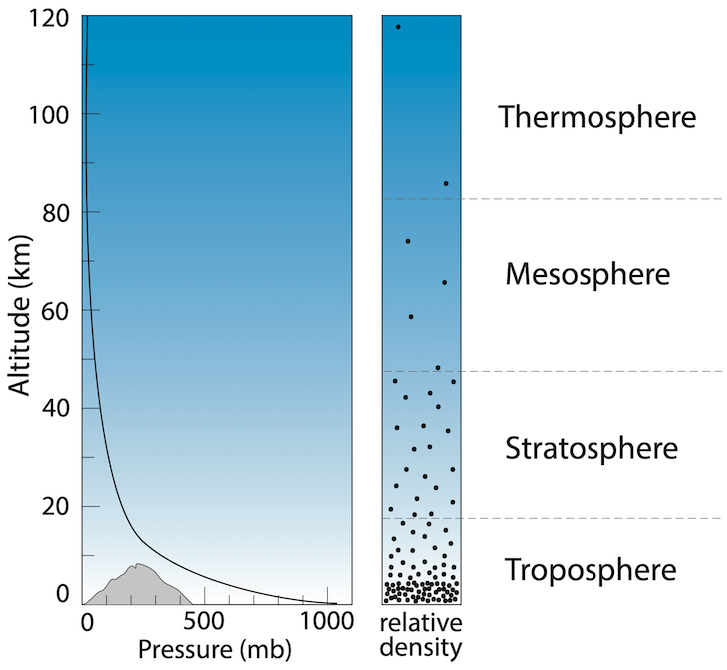 120
100
80
60
40
20
0
Altitude (km)
0
500
1000
Pressure (mb)
relative
density
Thermosphere
Mesosphere
Stratosphere
Troposphere